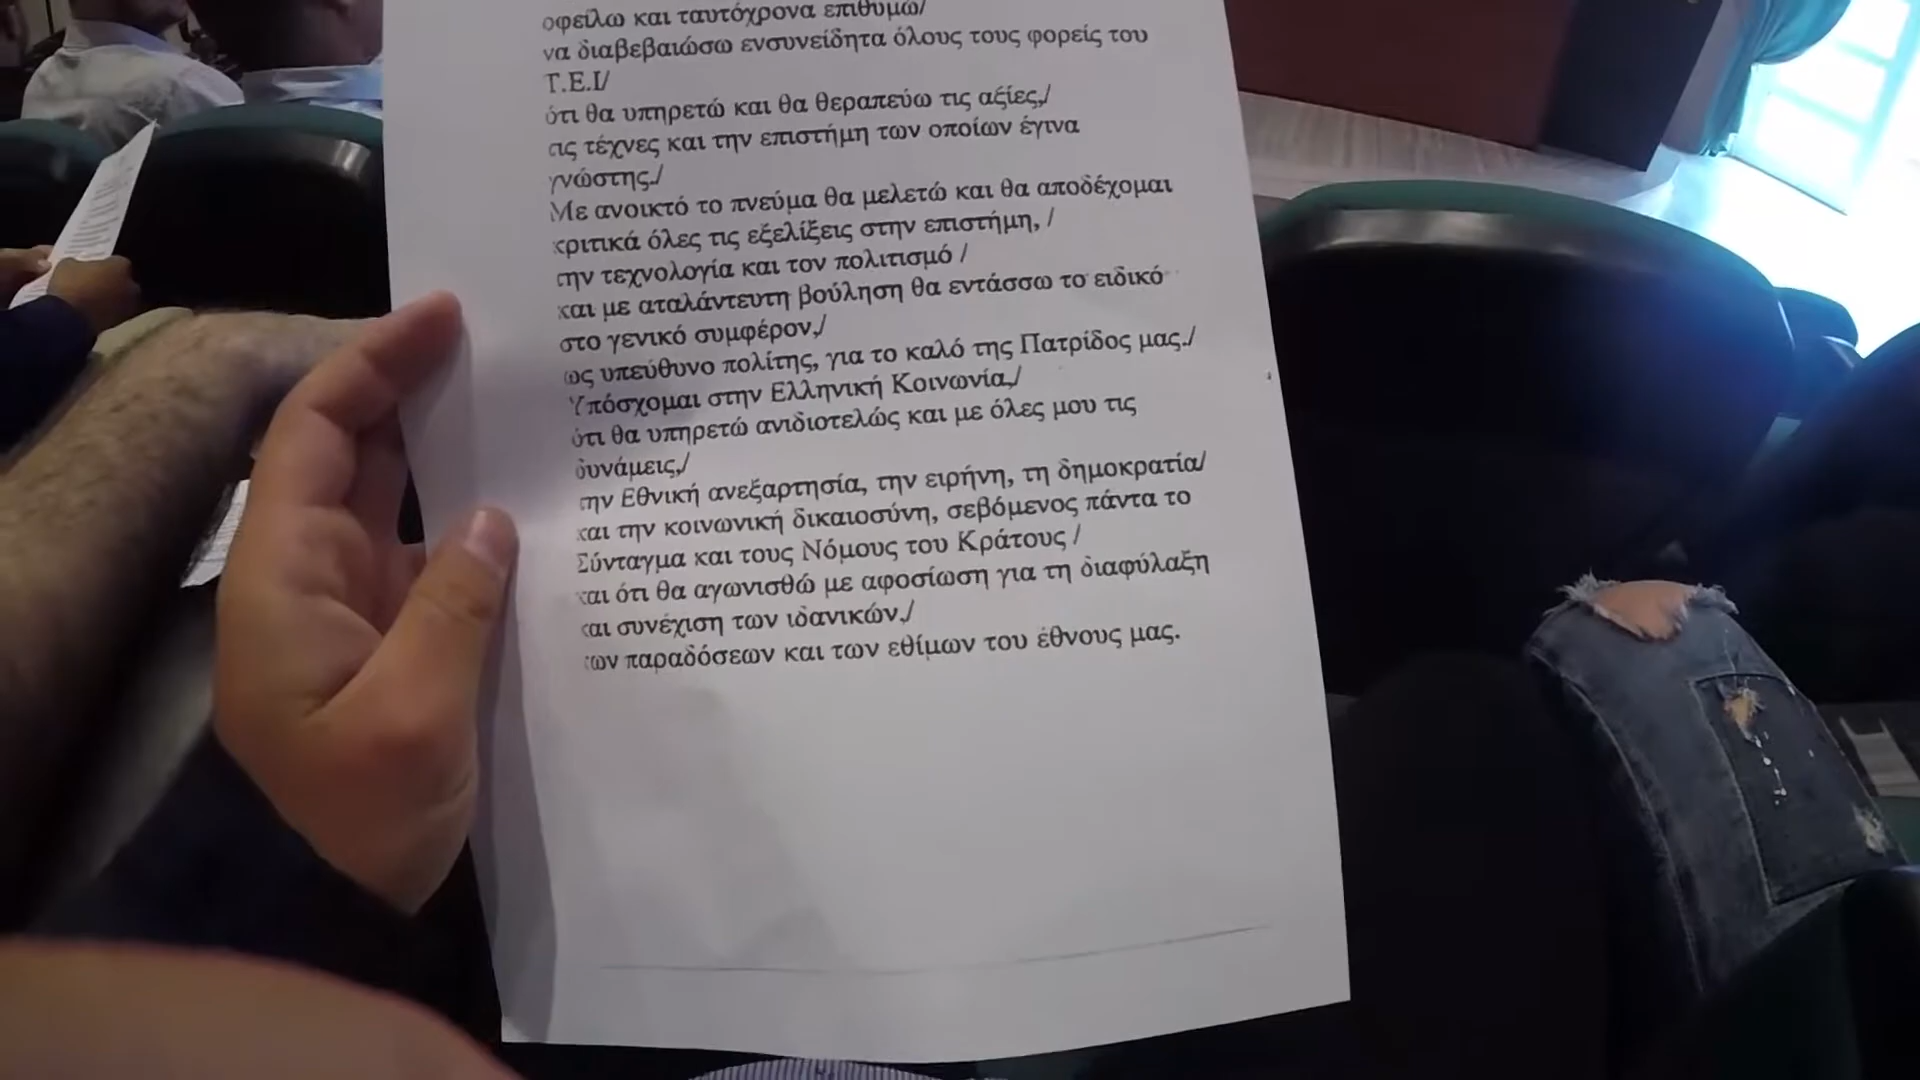 οφείλω και ταυτόχρονα επιθυμώ/
να διαβεβαιώσω ενσυνείδητα όλους τους φορείς του
Τ.Ε.Ι/
ότι θα υπηρετώ και θα θεραπεύω τις αξίες,/
τις τέχνες και την επιστήμη των οποίων έγινα
γνώστης./
Με ανοικτό το πνεύμα θα μελετώ και θα αποδέχομαι
κριτικά όλες τις εξελίξεις στην επιστήμη, /
την τεχνολογία και τον πολιτισμό /
και με αταλάντευτη βούληση θα εντάσσω το ειδικό
στο γενικό συμφέρον,/
ως υπεύθυνο πολίτης, για το καλό της Πατρίδος μας./
Υπόσχομαι στην Ελληνική Κοινωνία,/
ότι θα υπηρετώ ανιδιοτελώς και με όλες μου τις
δυνάμεις,/
την Εθνική ανεξαρτησία, την ειρήνη, τη δημοκρατία/
και την κοινωνική δικαιοσύνη, σεβόμενος πάντα το
Σύνταγμα και τους Νόμους του Κράτους /
και ότι θα αγωνισθώ με αφοσίωση για τη διαφύλαξη
και συνέχιση των ιδανικών,/
των παραδόσεων και των εθίμων του έθνους μας.